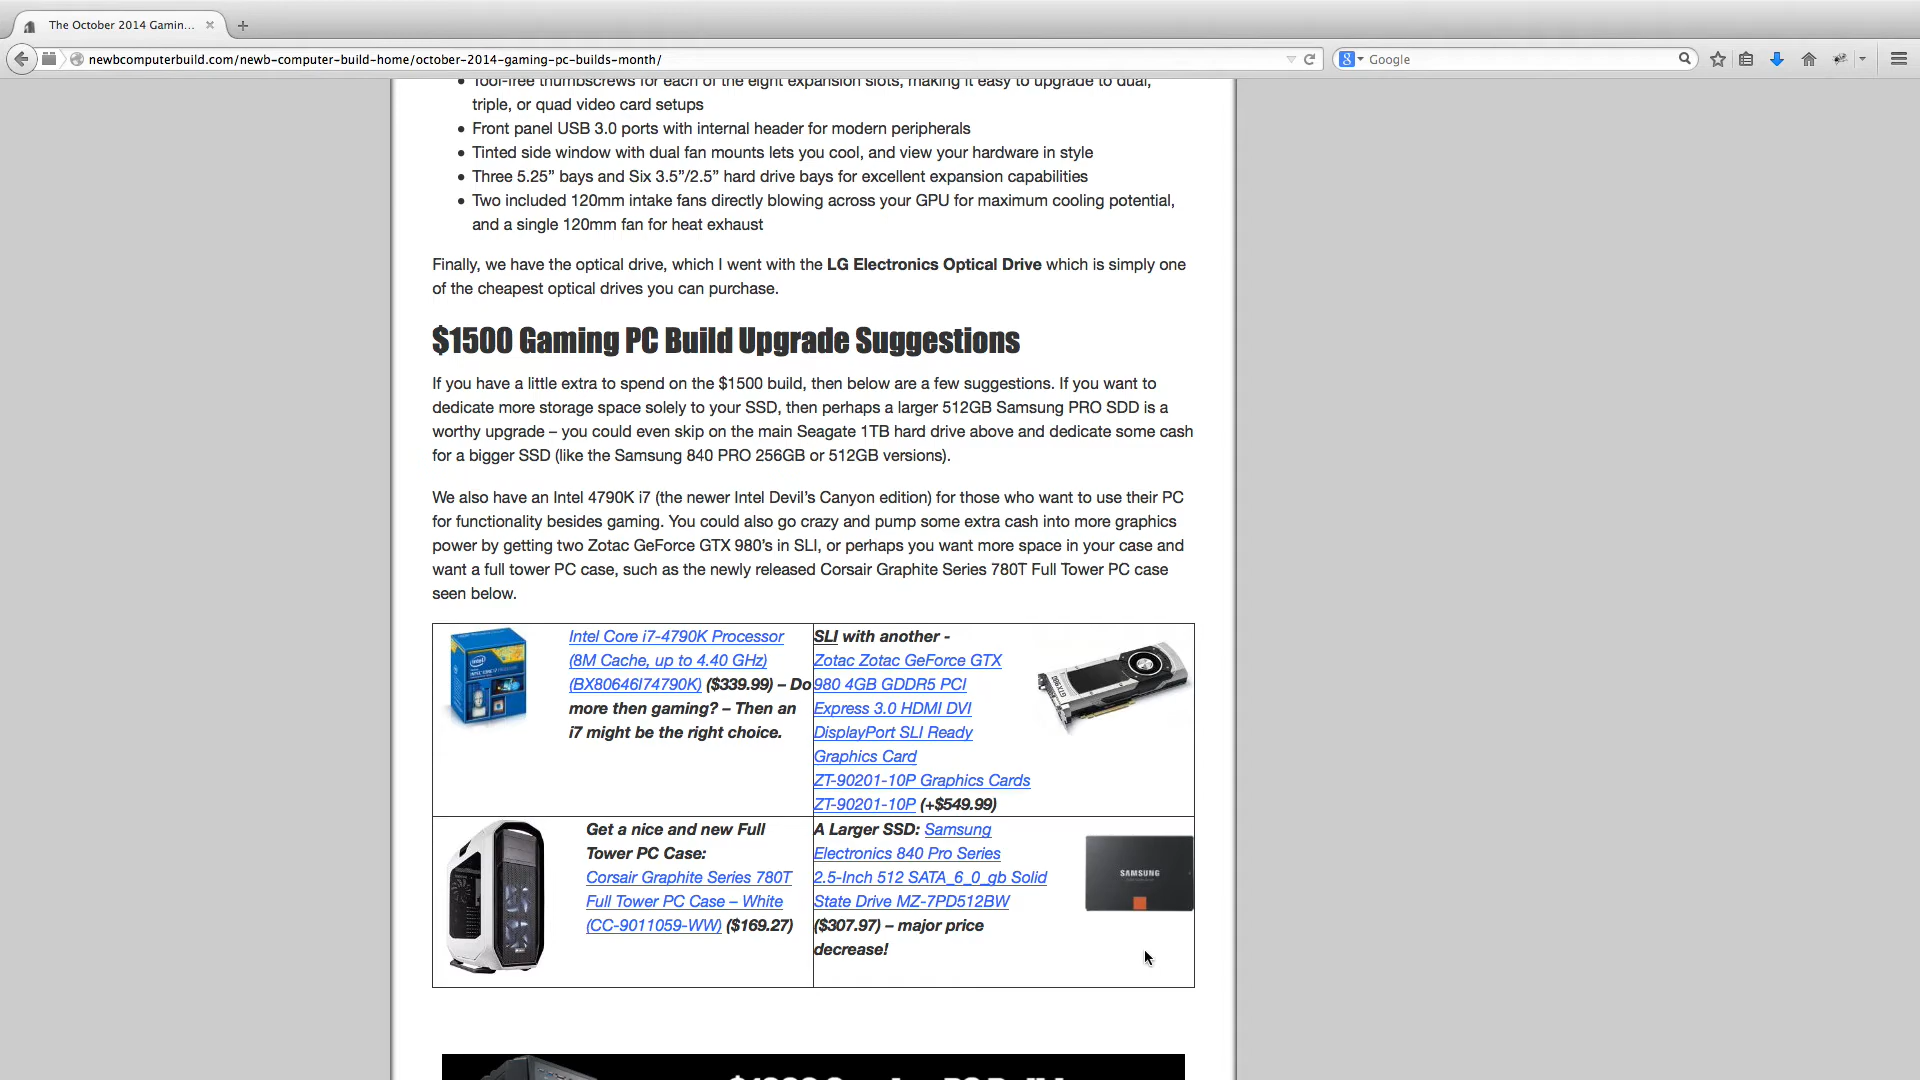 The October 2014 Gamin...
newbcomputerbuild.com/newb-computer-build-home/october-2014-gaming-pc-builds-month/
Google
Tool-free thumbscrews for each of the eight expansion slots, making it easy to upgrade to dual,
triple, or quad video card setups
Front panel USB 3.0 ports with internal header for modern peripherals
Tinted side window with dual fan mounts lets you cool, and view your hardware in style
Three 5.25” bays and Six 3.5”/2.5” hard drive bays for excellent expansion capabilities
Two included 120mm intake fans directly blowing across your GPU for maximum cooling potential,
and a single 120mm fan for heat exhaust
Finally, we have the optical drive, which I went with the LG Electronics Optical Drive which is simply one
of the cheapest optical drives you can purchase.
$1500 Gaming PC Build Upgrade Suggestions
If you have a little extra to spend on the $1500 build, then below are a few suggestions. If you want to
dedicate more storage space solely to your SSD, then perhaps a larger 512GB Samsung PRO SDD is a
worthy upgrade – you could even skip on the main Seagate 1TB hard drive above and dedicate some cash
for a bigger SSD (like the Samsung 840 PRO 256GB or 512GB versions).
We also have an Intel 4790K i7 (the newer Intel Devil’s Canyon edition) for those who want to use their PC
for functionality besides gaming. You could also go crazy and pump some extra cash into more graphics
power by getting two Zotac GeForce GTX 980’s in SLI, or perhaps you want more space in your case and
want a full tower PC case, such as the newly released Corsair Graphite Series 780T Full Tower PC case
seen below.
Intel Core i7-4790K Processor
(8M Cache, up to 4.40 GHz)
(BX80646I74790K) ($339.99) – Do
more then gaming? – Then an
i7 might be the right choice.
SLI with another -
Zotac Zotac GeForce GTX
980 4GB GDDR5 PCI
Express 3.0 HDMI DVI
DisplayPort SLI Ready
Graphics Card
ZT-90201-10P Graphics Cards
ZT-90201-10P (+$549.99)
Get a nice and new Full
Tower PC Case:
Corsair Graphite Series 780T
Full Tower PC Case – White
(CC-9011059-WW) ($169.27)
A Larger SSD: Samsung
Electronics 840 Pro Series
2.5-Inch 512 SATA_6_0_gb Solid
State Drive MZ-7PD512BW
($307.97) – major price
decrease!
SAMSUNG